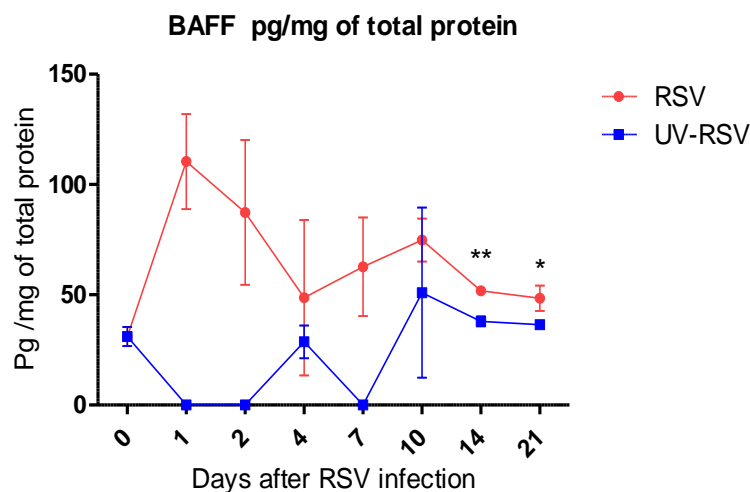 BAFF pg/mg of total protein
150
100
50
0
Pg /mg of total protein
RSV
UV-RSV
**
*
0 1 2 4 7 10 14 21
Days after RSV infection